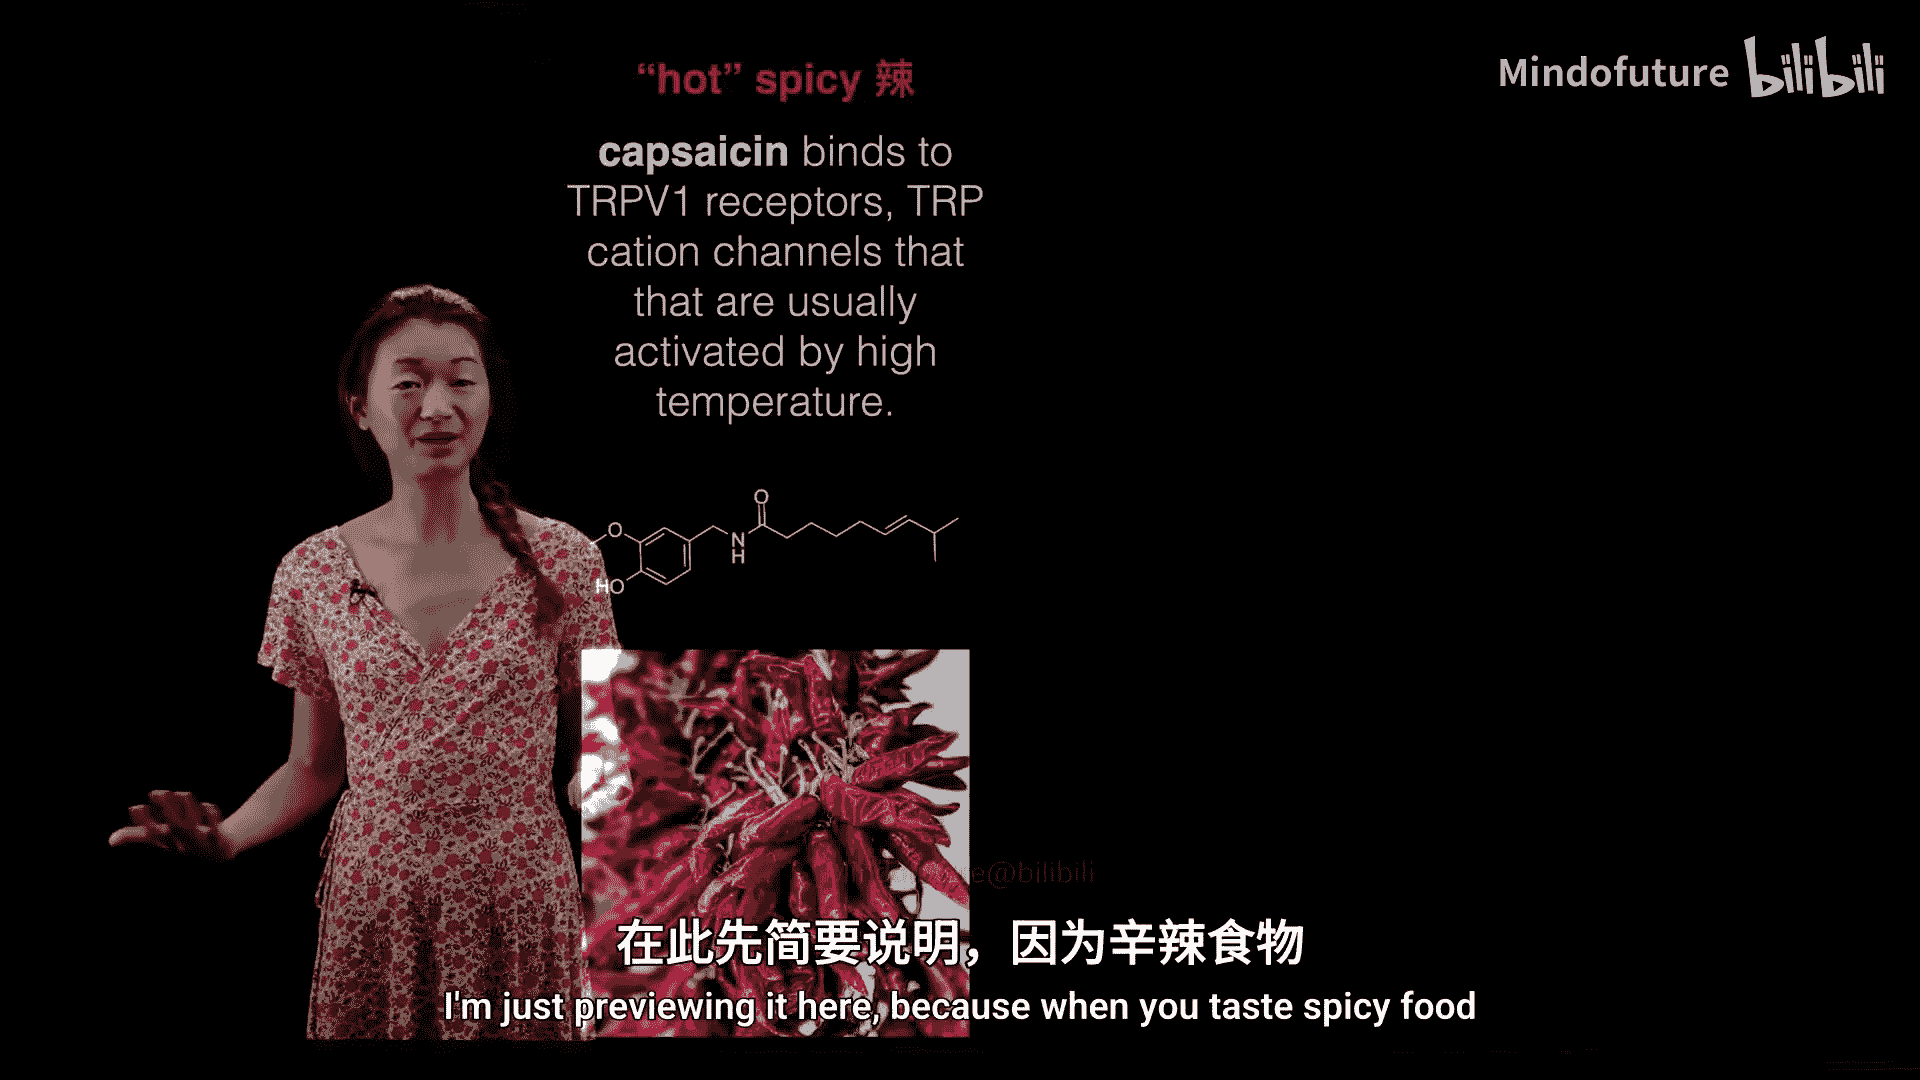 Mindofuture bilibili
“hot” spicy 辣
capsaicin binds to
TRPV1 receptors, TRP
cation channels that
that are usually
activated by high
temperature.
O
O
N
H
HO
e@bilibili
在此先简要说明，因为辛辣食物
I'm just previewing it here, because when you taste spicy food